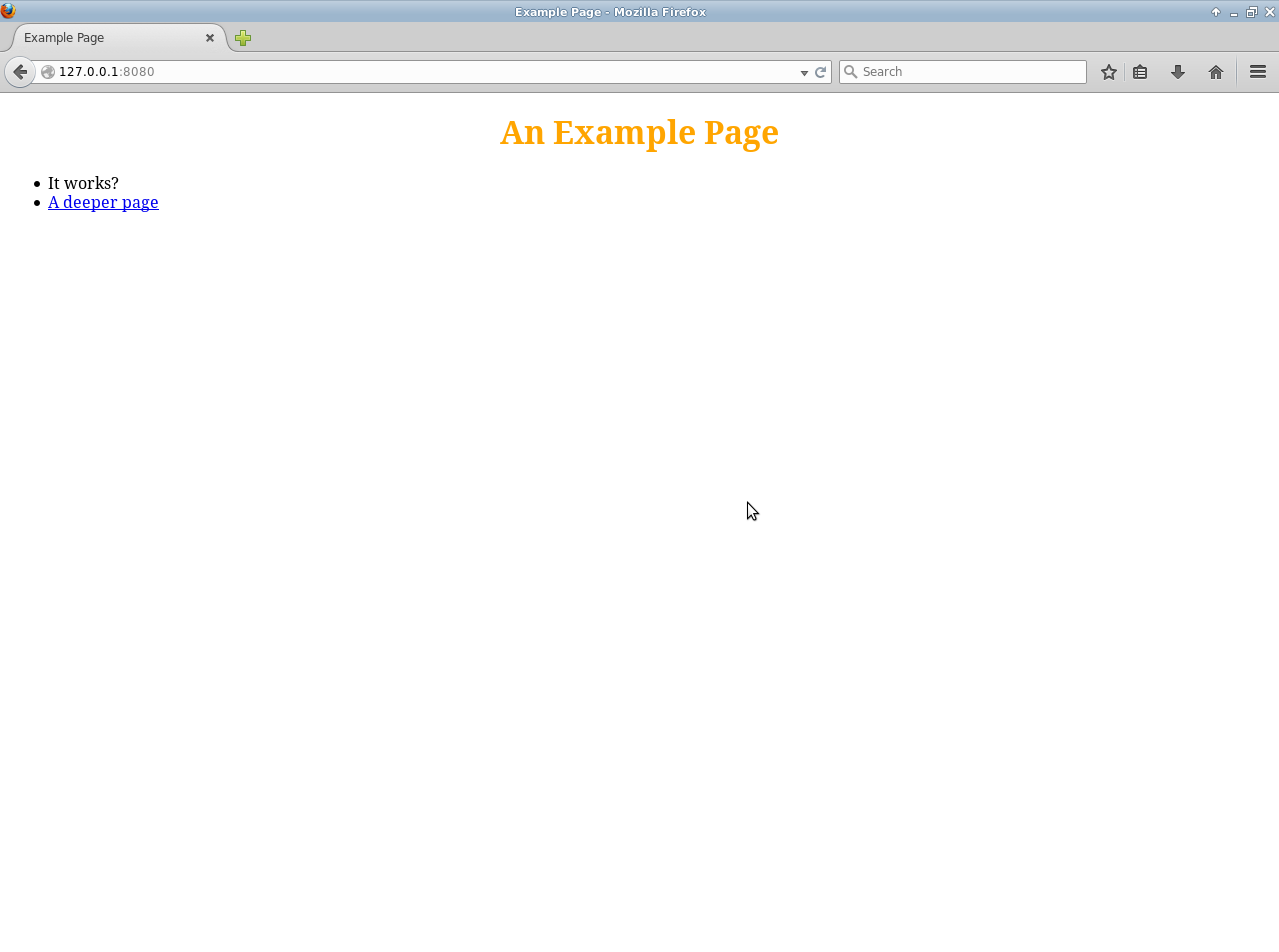 Example Page - Mozilla Firefox
Example Page
127.0.0.1:8080
Search
An Example Page
It works?
A deeper page